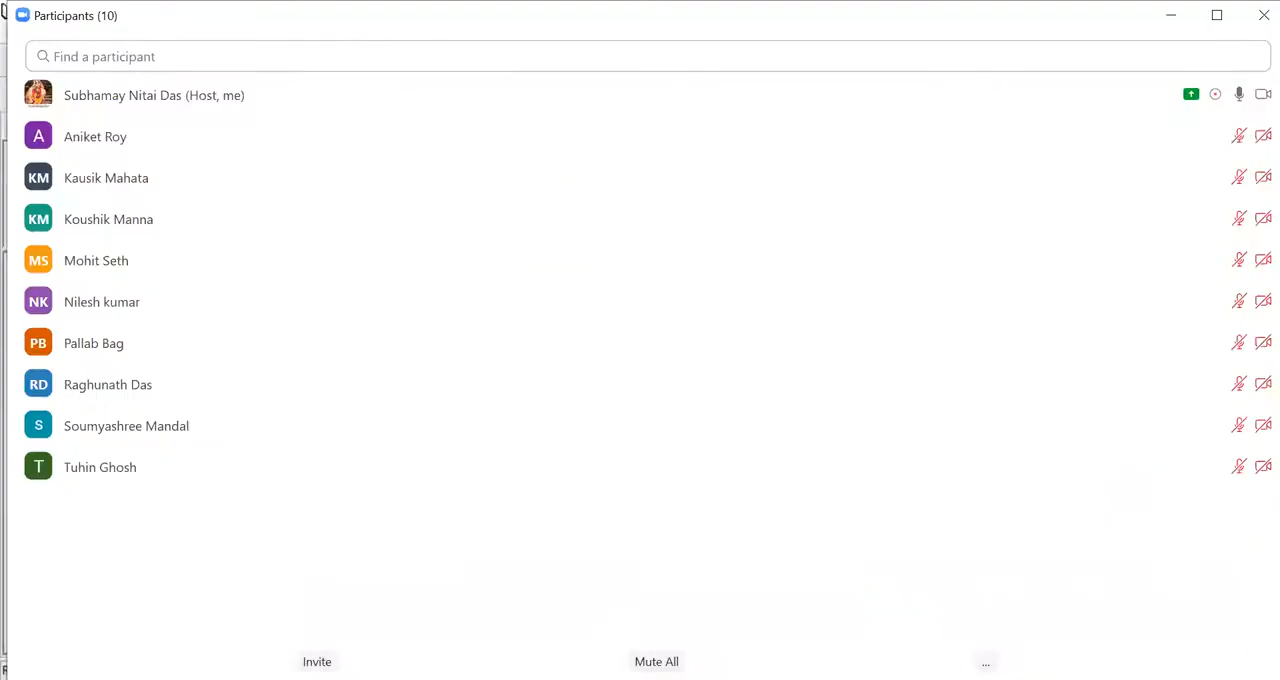 Participants (10)
Find a participant
Subhamay Nitai Das (Host, me)
A Aniket Roy
KM Kausik Mahata
KM Koushik Manna
MS Mohit Seth
NK Nilesh kumar
PB Pallab Bag
RD Raghunath Das
S Soumyashree Mandal
T Tuhin Ghosh
Invite Mute All ...